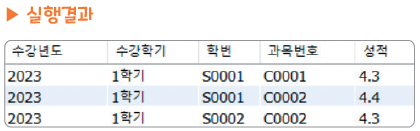 ▶ 실행결과
수강년도 수강학기 학번 과목번호 성적
2023 1학기 S0001 C0001 4.3
2023 1학기 S0001 C0002 4.4
2023 1학기 S0002 C0002 4.3